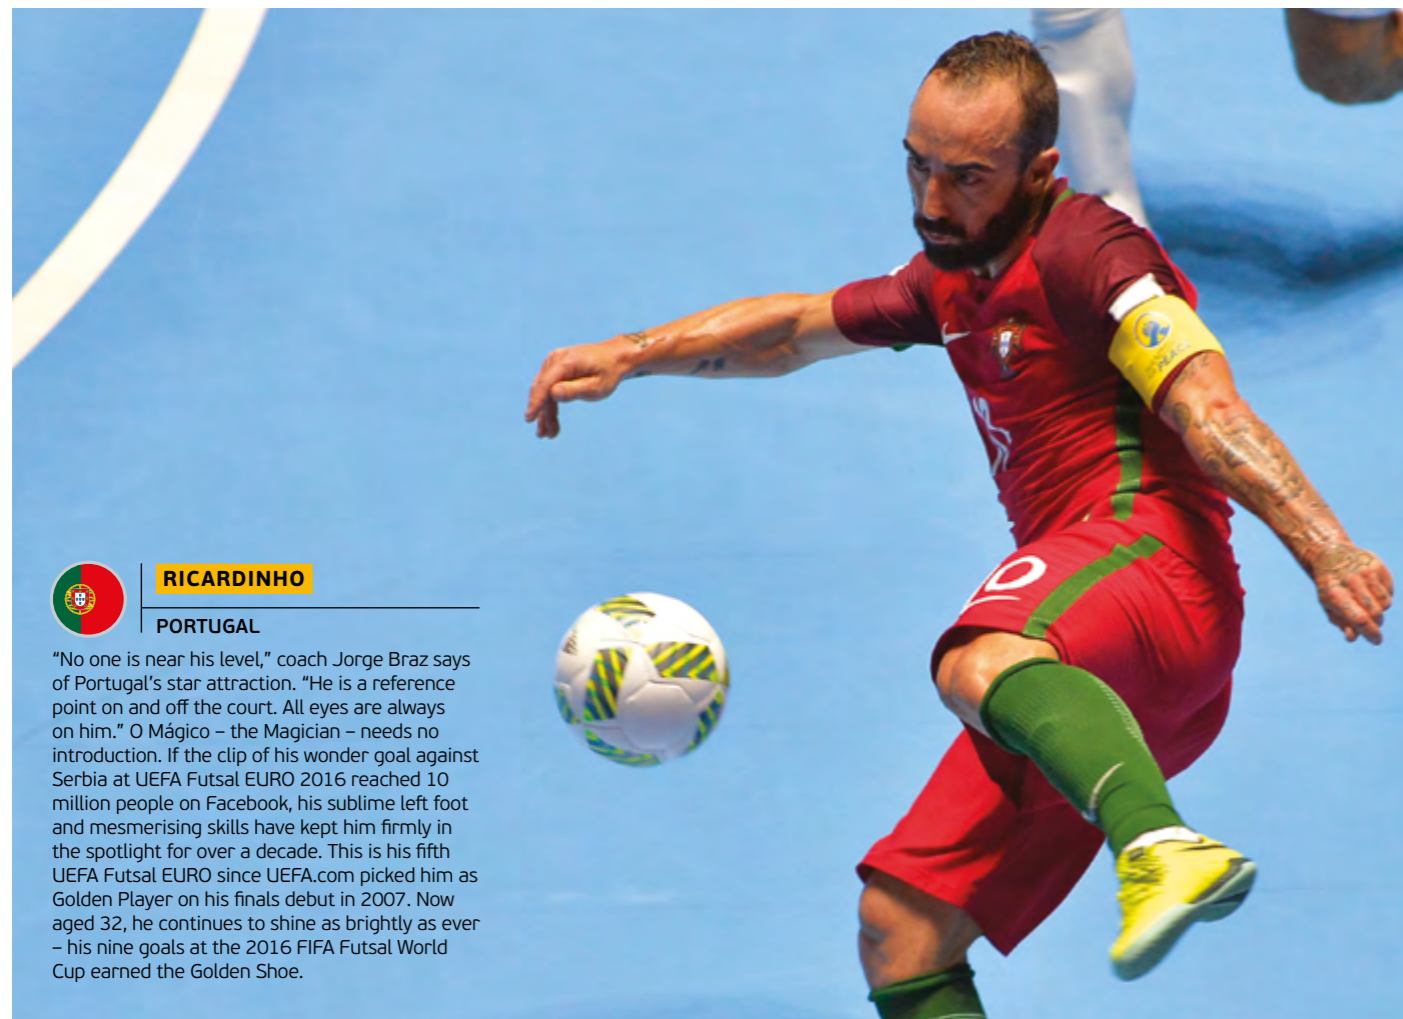 PEACE
10
RICARDINHO
PORTUGAL
“No one is near his level,” coach Jorge Braz says
of Portugal’s star attraction. “He is a reference
point on and off the court. All eyes are always
on him.” O Mágico – the Magician – needs no
introduction. If the clip of his wonder goal against
Serbia at UEFA Futsal EURO 2016 reached 10
million people on Facebook, his sublime left foot
and mesmerising skills have kept him firmly in
the spotlight for over a decade. This is his fifth
UEFA Futsal EURO since UEFA.com picked him as
Golden Player on his finals debut in 2007. Now
aged 32, he continues to shine as brightly as ever
– his nine goals at the 2016 FIFA Futsal World
Cup earned the Golden Shoe.